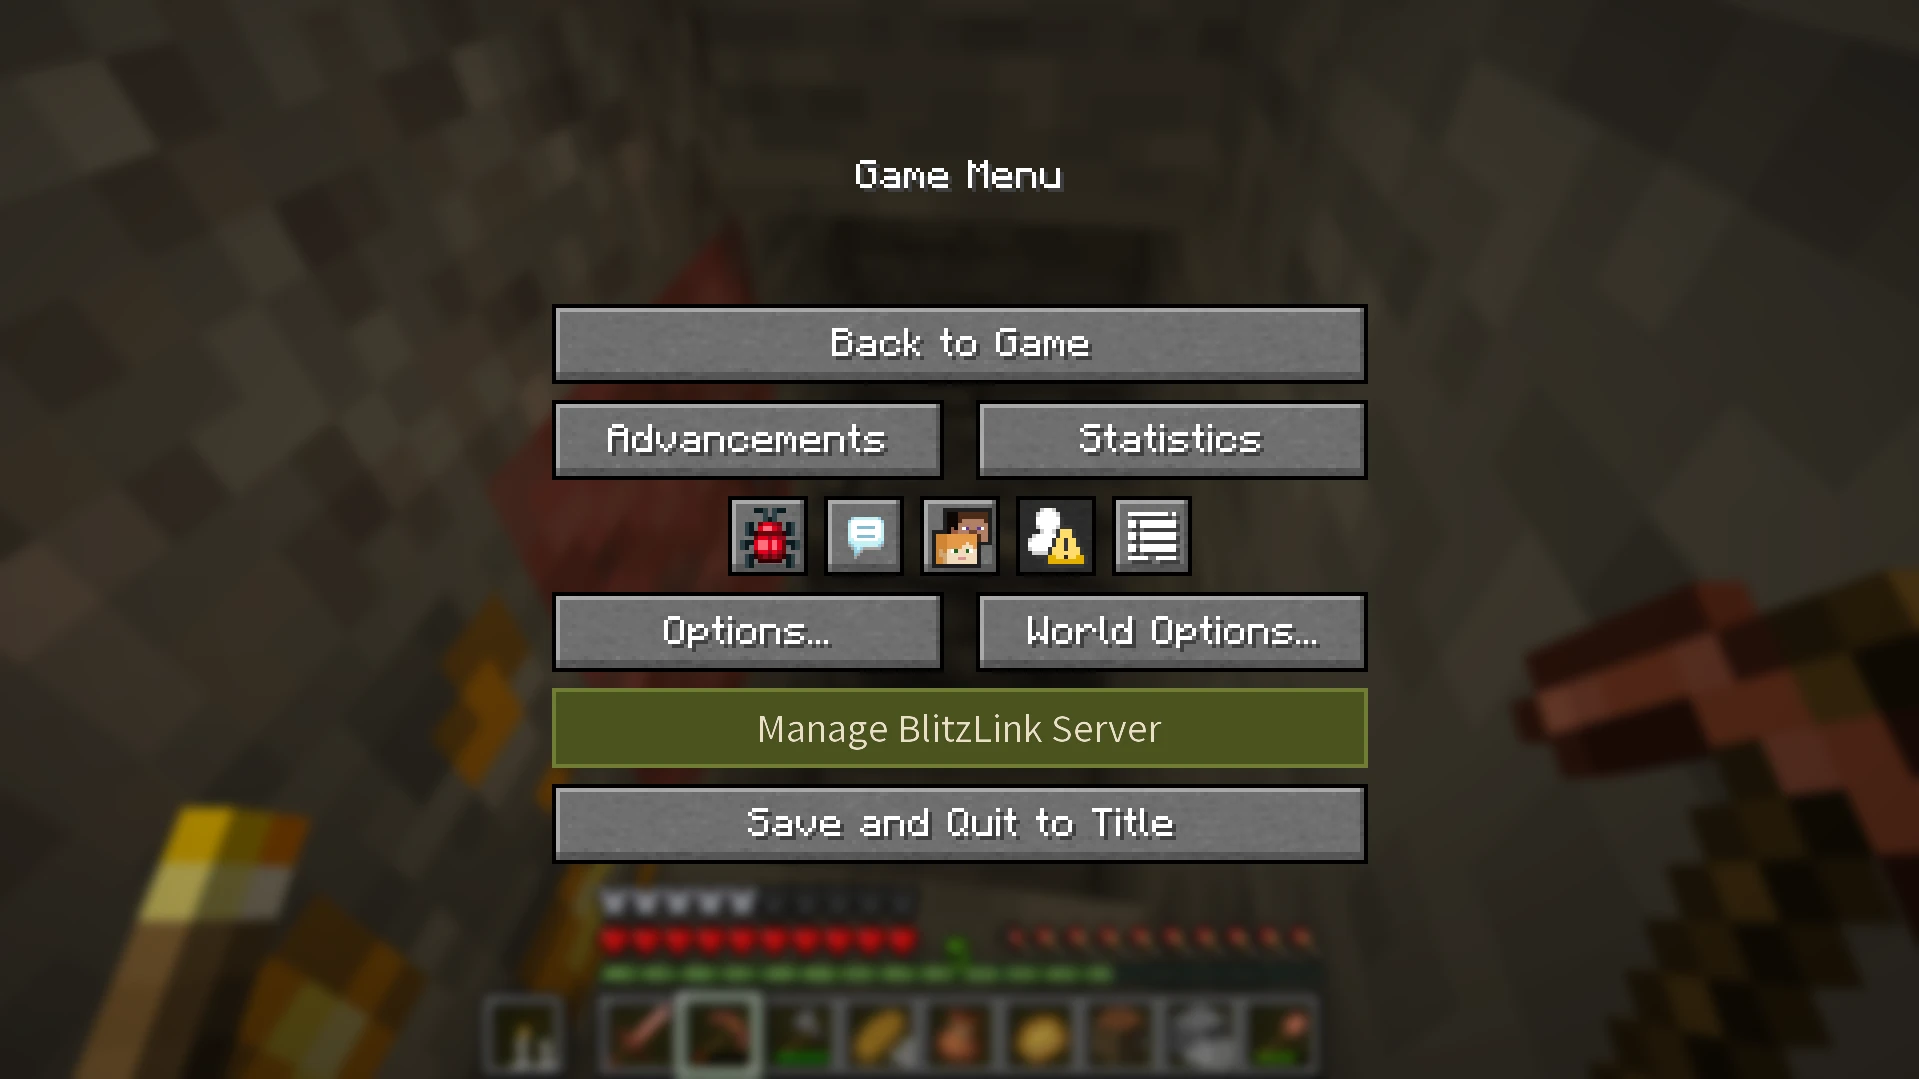 Game Menu
Back to Game
Advancements
Statistics
Options...
World Options...
Manage BlitzLink Server
Save and Quit to Title